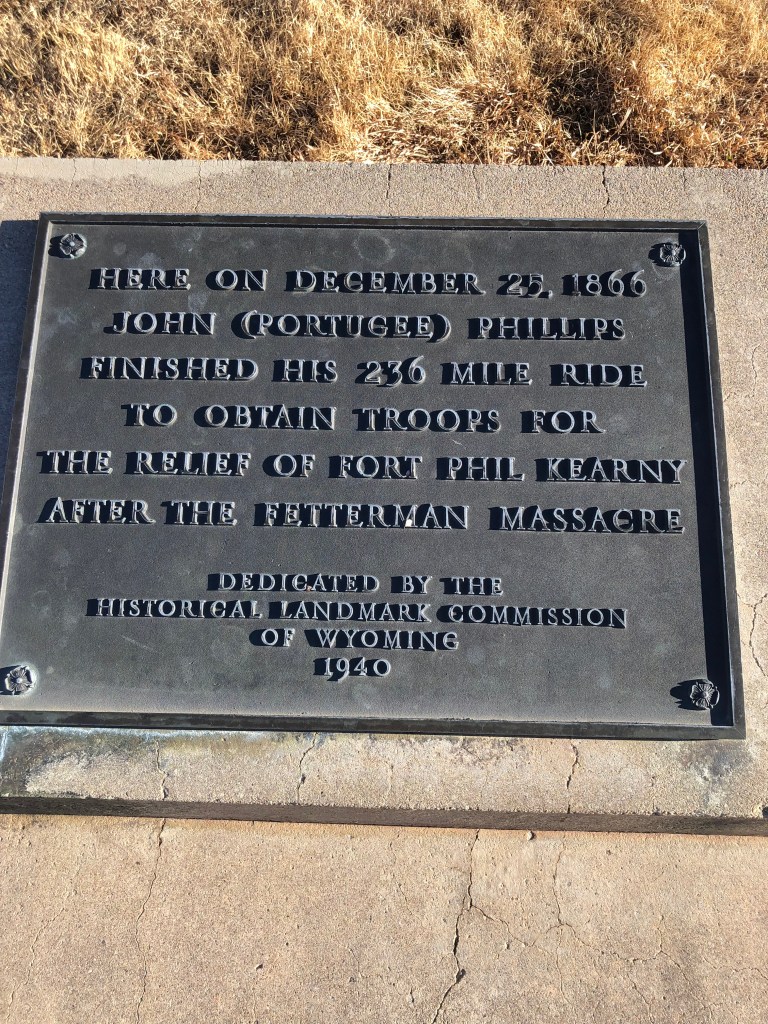 HERE ON DECEMBER 25, 1866
JOHN (PORTUGEE) PHILLIPS
FINISHED HIS 236 MILE RIDE
TO OBTAIN TROOPS FOR
THE RELIEF OF FORT PHIL KEARNY
AFTER THE FETTERMAN MASSACRE
DEDICATED BY THE
HISTORICAL LANDMARK COMMISSION
OF WYOMING
1940